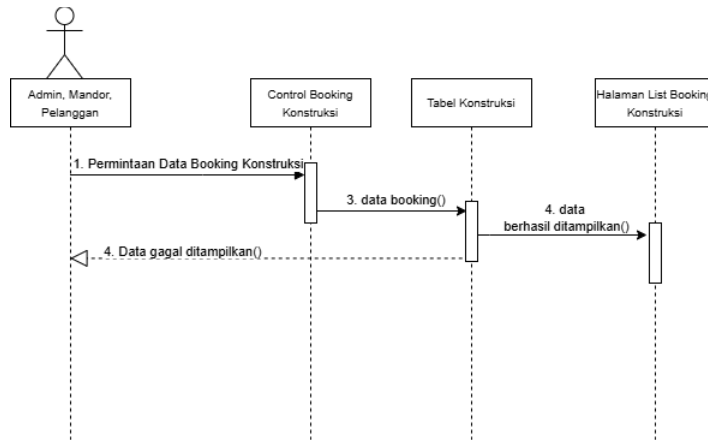 Admin, Mandor,
Pelanggan
Control Booking
Konstruksi
Tabel Konstruksi
Halaman List Booking
Konstruksi
1. Permintaan Data Booking Konstruksi
3. data booking()
4. data
berhasil ditampilkan()
4. Data gagal ditampilkan()